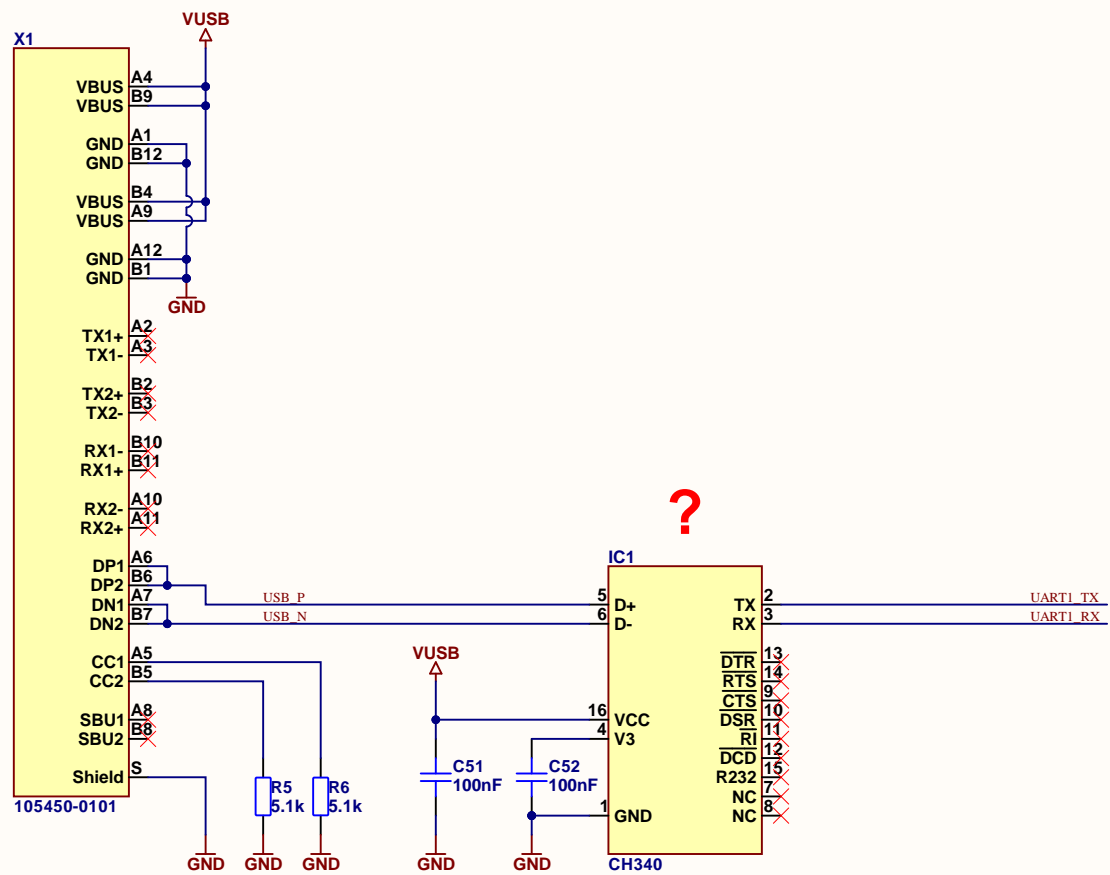 VUSB
X1
VBUS A4
VBUS B9
GND A1
GND B12
VBUS B4
VBUS A9
GND A12
GND B1
GND
TX1+ A2
TX1- A3
TX2+ B2
TX2- B3
RX1- B10
RX1+ B11
RX2- A10
RX2+ A11
DP1 A6
DP2 B6
DN1 A7
DN2 B7
CC1 A5
CC2 B5
SBU1 A8
SBU2 B8
Shield S
105450-0101
USB_P
USB_N
R5
5.1k
R6
5.1k
GND
GND
GND
VUSB
C51
100nF
C52
100nF
GND
GND
?
IC1
5 D+
6 D-
16 VCC
4 V3
1 GND
TX 2
RX 3
DTR 13
RTS 14
CTS 9
DSR 10
RI 11
DCD 12
R232 15
NC 7
NC 8
CH340
UART1_TX
UART1_RX